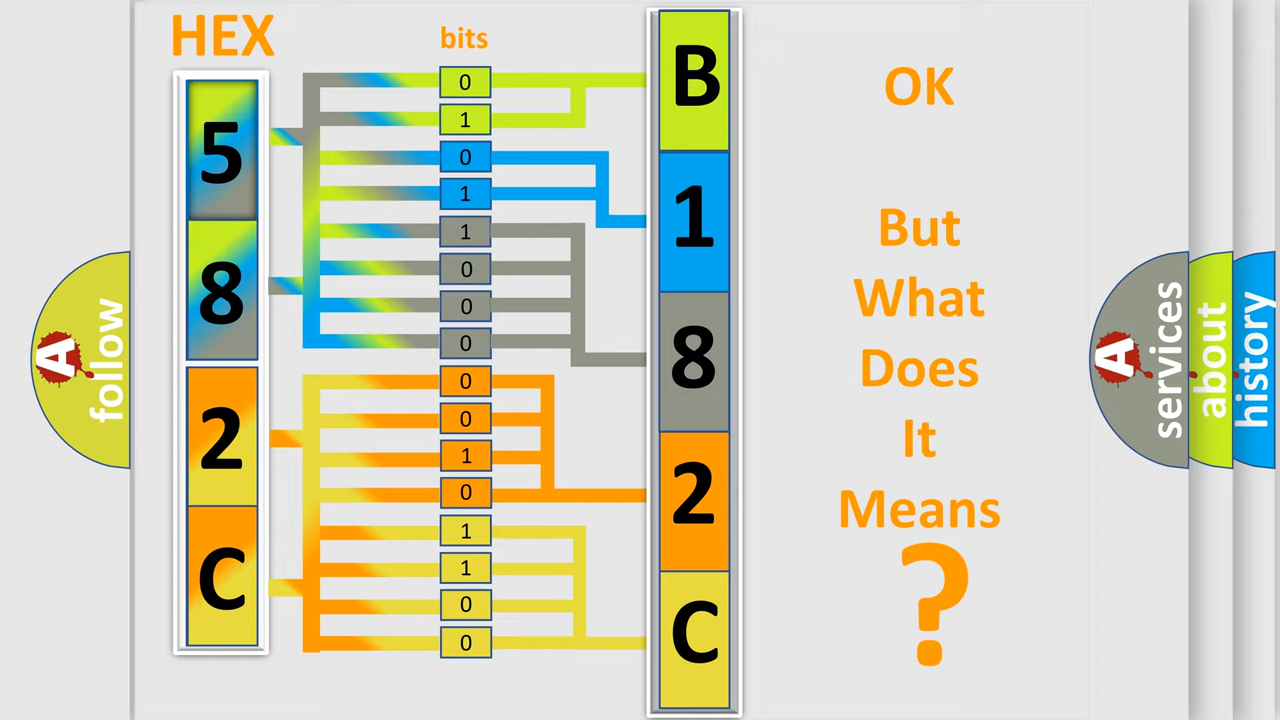 HEX
bits
5
8
2
C
0
1
0
1
1
0
0
0
0
0
1
0
1
1
0
0
B
1
8
2
C
OK
But
What
Does
It
Means
?
A
follow
A
services
about
history